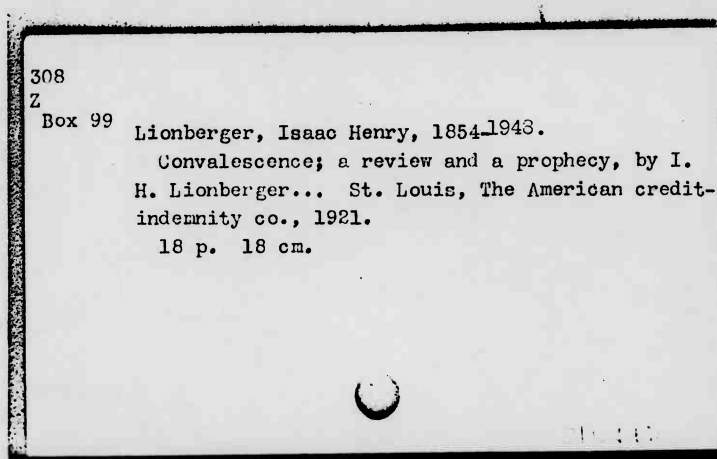 308
Z
Box 99
Lionberger, Isaac Henry, 1854-1948.
Convalescence; a review and a prophecy, by I.
H. Lionberger... St. Louis, The American credit-
indemnity co., 1921.
18 p. 18 cm.